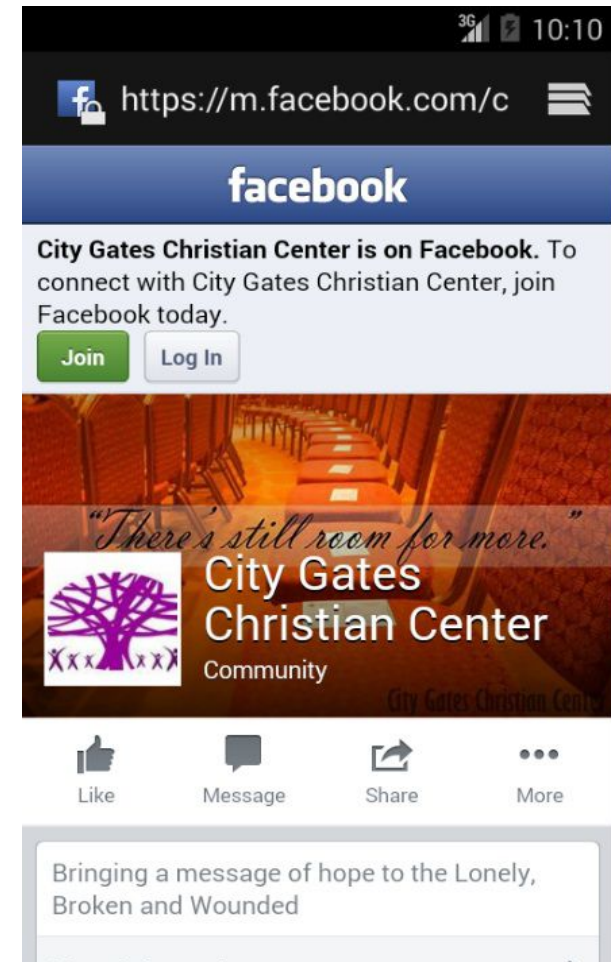 3G 10:10
https://m.facebook.com/c
facebook
City Gates Christian Center is on Facebook. To
connect with City Gates Christian Center, join
Facebook today.
Join Log In
"There's still room for more."
City Gates
Christian Center
Community
City Gates Christian Cente
Like Message Share More
Bringing a message of hope to the Lonely,
Broken and Wounded